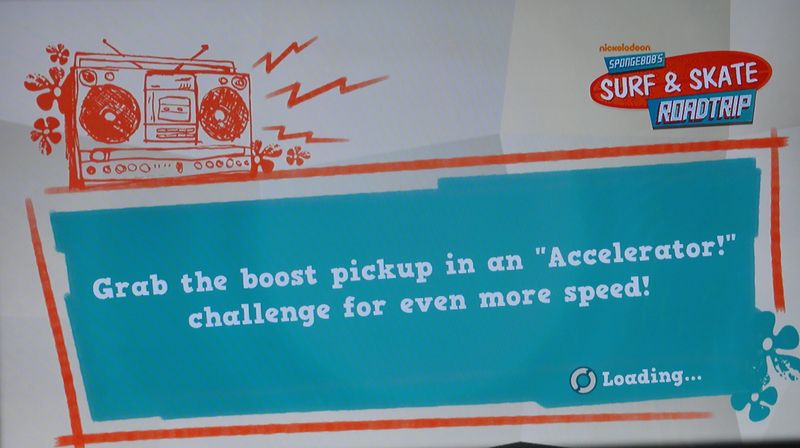 nickelodeon
SPONGEBOB'S
SURF & SKATE
ROADTRIP
Grab the boost pickup in an "Accelerator!"
challenge for even more speed!
Loading...